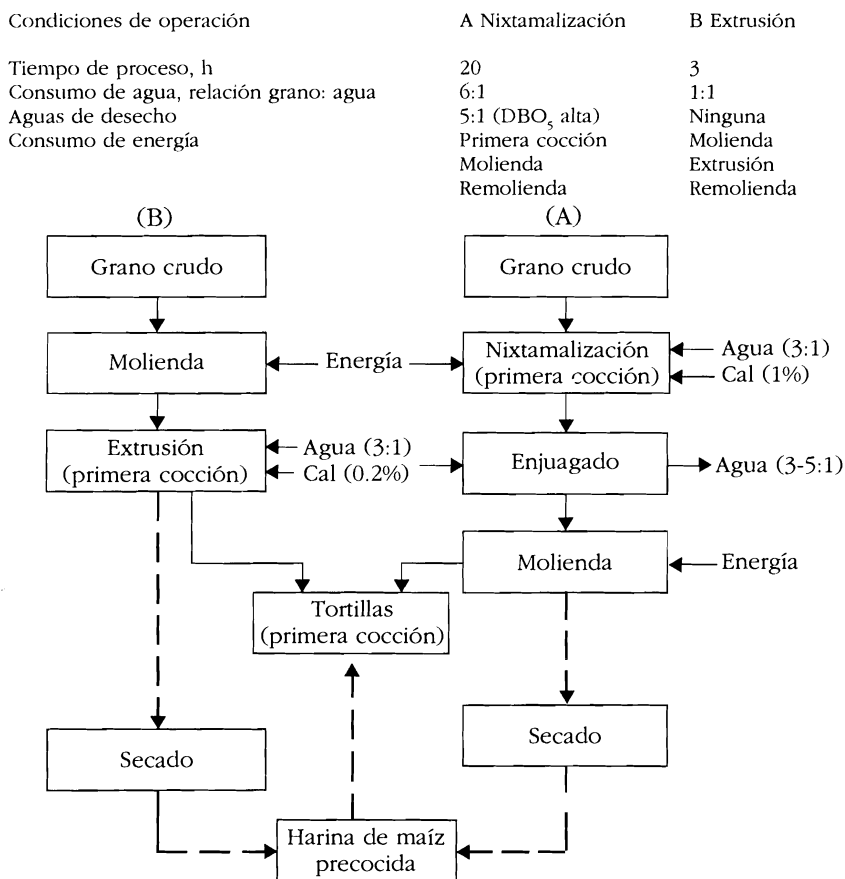 Condiciones de operación A Nixtamalización B Extrusión
Tiempo de proceso, h 20 3
Consumo de agua, relación grano: agua 6:1 1:1
Aguas de desecho 5:1 (DBO₅ alta) Ninguna
Consumo de energía Primera cocción Molienda
Molienda Extrusión
Remolienda Remolienda
(B) (A)
Grano crudo Grano crudo
Molienda Energía Nixtamalización Agua (3:1)
(primera cocción) Cal (1%)
Extrusión Agua (3:1)
(primera cocción) Cal (0.2%) Enjuagado Agua (3-5:1)
Molienda Energía
Tortillas
(primera cocción)
Secado Secado
Harina de maíz
precocida